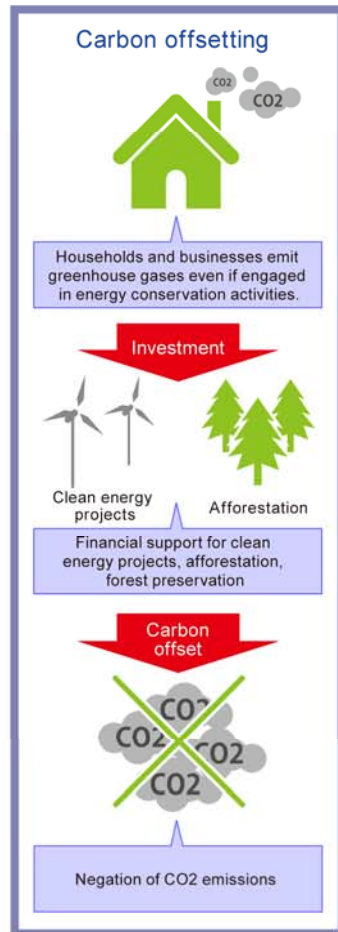 Carbon offsetting
CO2
CO2
Households and businesses emit
greenhouse gases even if engaged
in energy conservation activities.
Investment
Clean energy
projects
Afforestation
Financial support for clean
energy projects, afforestation,
forest preservation
Carbon
offset
CO2
CO2
CO2
CO2
Negation of CO2 emissions